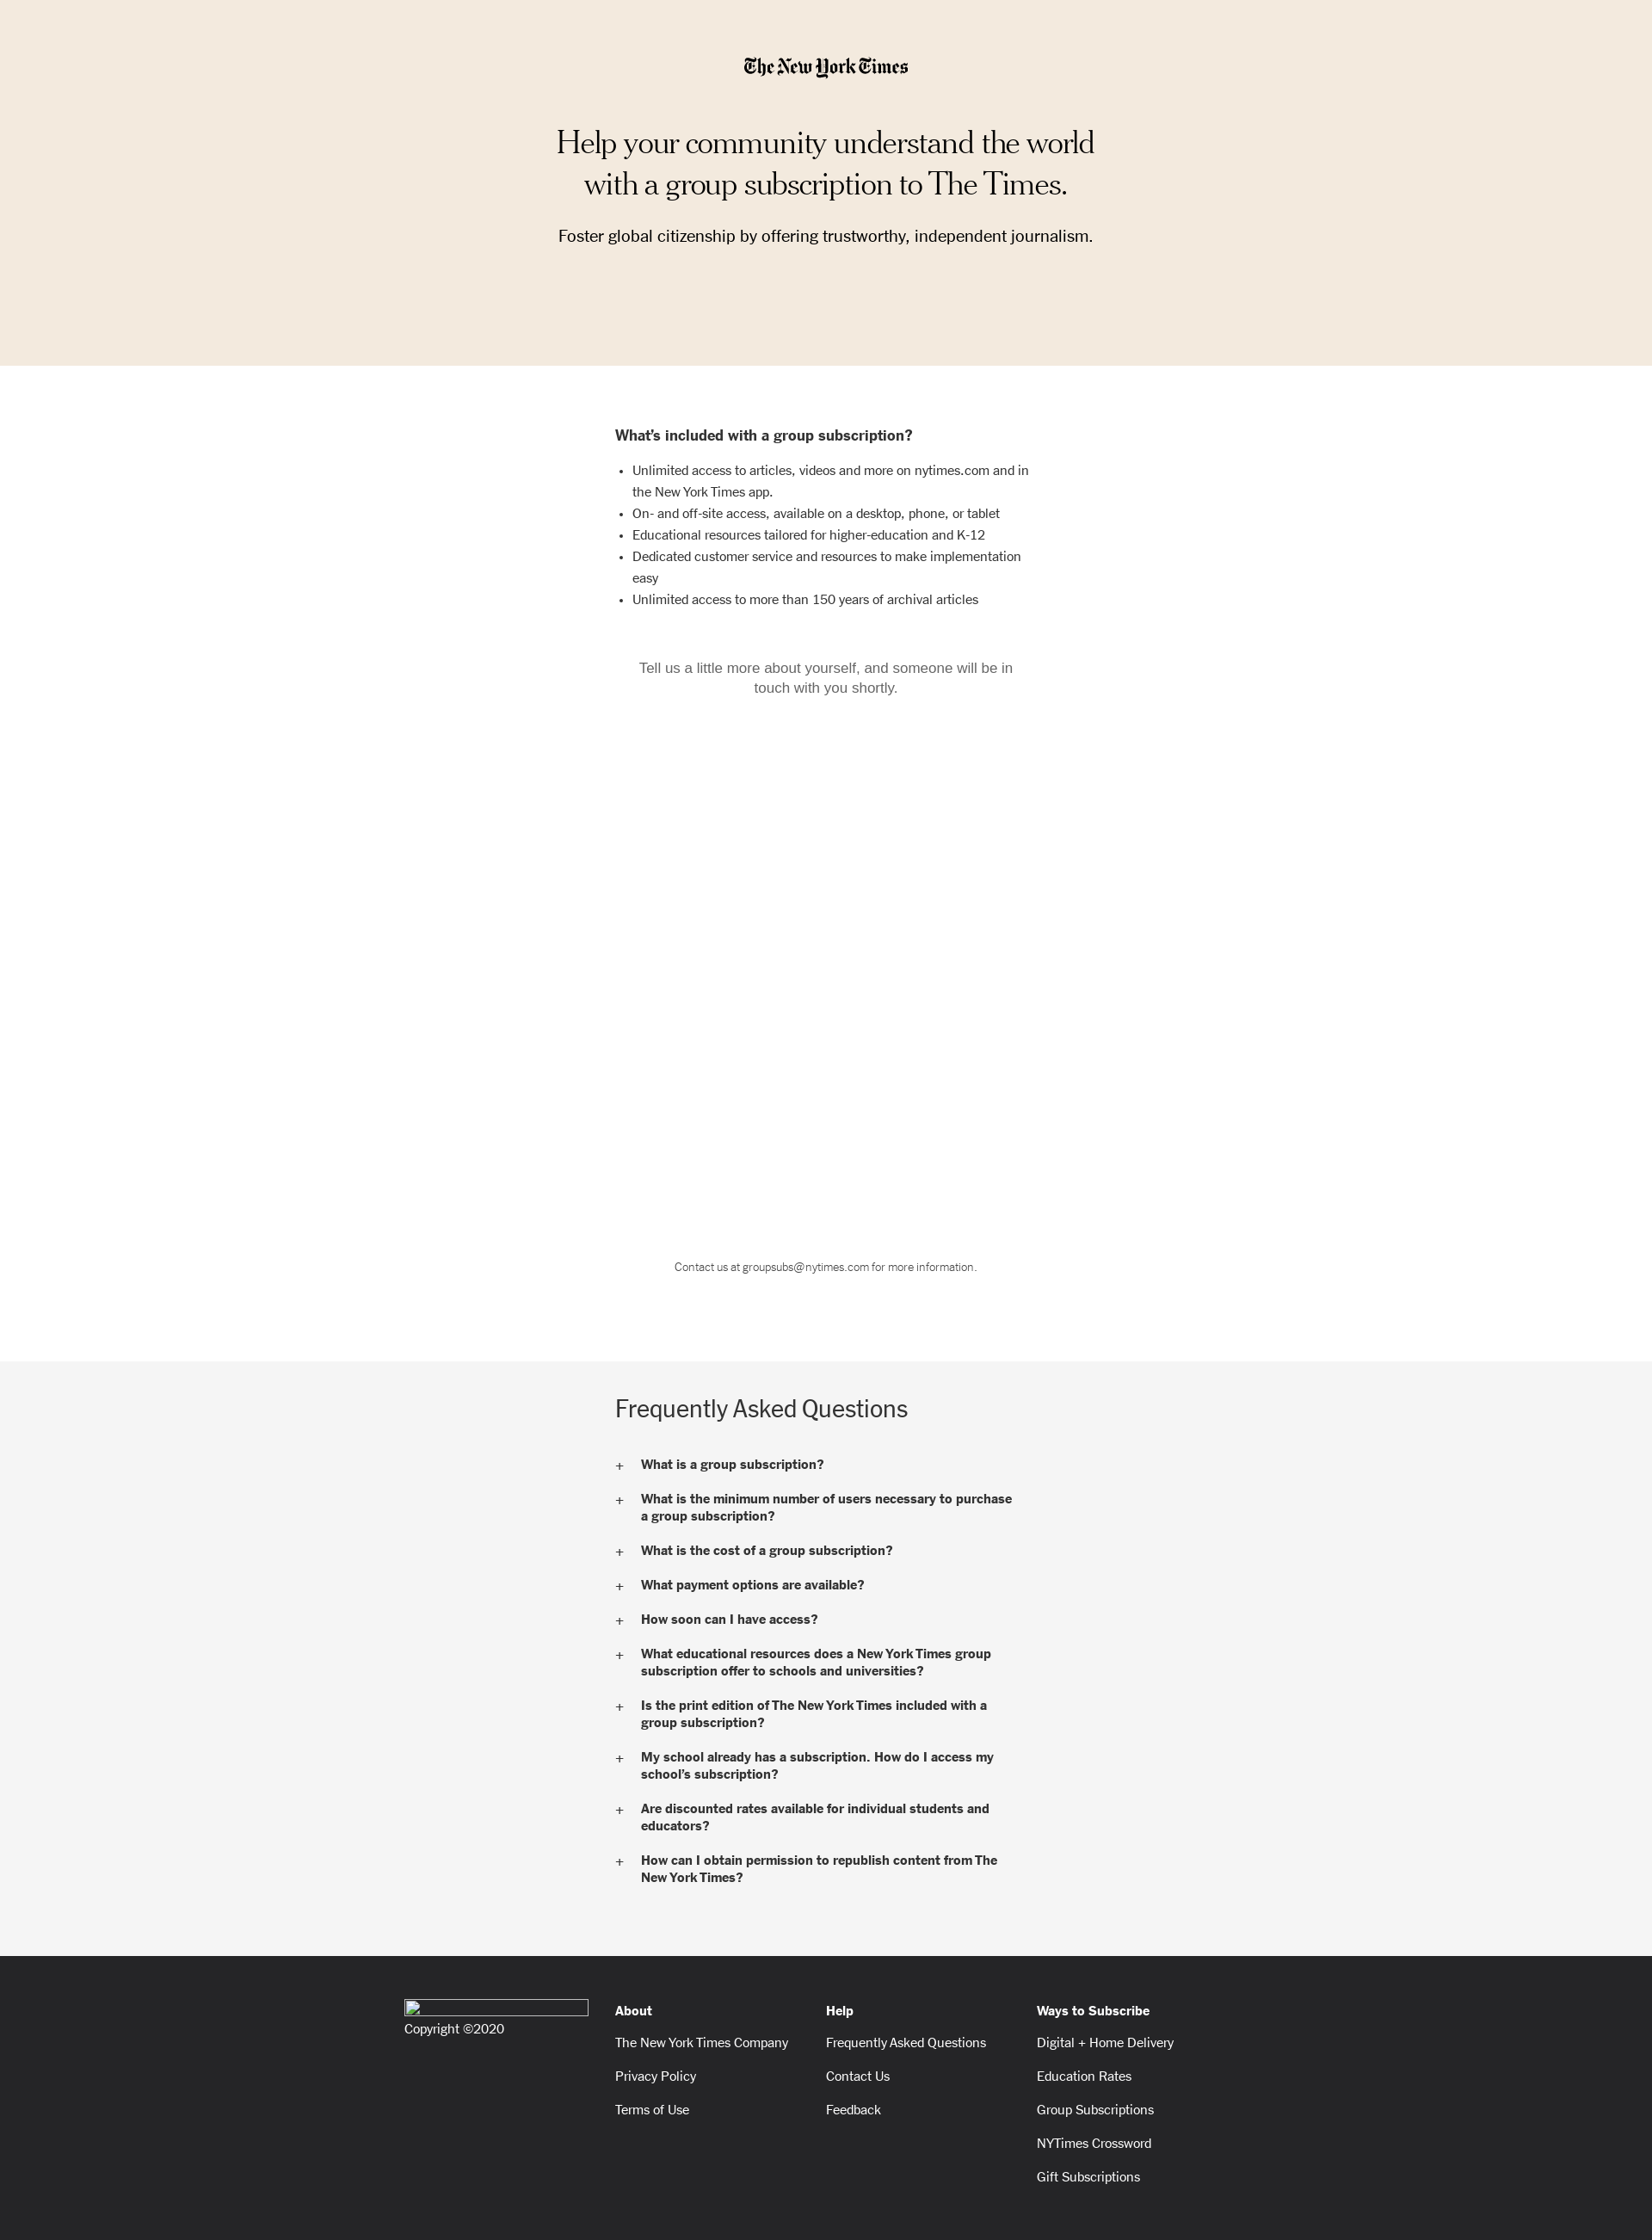 The New York Times
Help your community understand the world
with a group subscription to The Times.
Foster global citizenship by offering trustworthy, independent journalism.
What’s included with a group subscription?
• Unlimited access to articles, videos and more on nytimes.com and in
the New York Times app.
• On- and off-site access, available on a desktop, phone, or tablet
• Educational resources tailored for higher-education and K-12
• Dedicated customer service and resources to make implementation
easy
• Unlimited access to more than 150 years of archival articles
Tell us a little more about yourself, and someone will be in
touch with you shortly.
Contact us at groupsubs@nytimes.com for more information.
Frequently Asked Questions
+ What is a group subscription?
+ What is the minimum number of users necessary to purchase
a group subscription?
+ What is the cost of a group subscription?
+ What payment options are available?
+ How soon can I have access?
+ What educational resources does a New York Times group
subscription offer to schools and universities?
+ Is the print edition of The New York Times included with a
group subscription?
+ My school already has a subscription. How do I access my
school’s subscription?
+ Are discounted rates available for individual students and
educators?
+ How can I obtain permission to republish content from The
New York Times?
Copyright ©2020
About
The New York Times Company
Privacy Policy
Terms of Use
Help
Frequently Asked Questions
Contact Us
Feedback
Ways to Subscribe
Digital + Home Delivery
Education Rates
Group Subscriptions
NYTimes Crossword
Gift Subscriptions